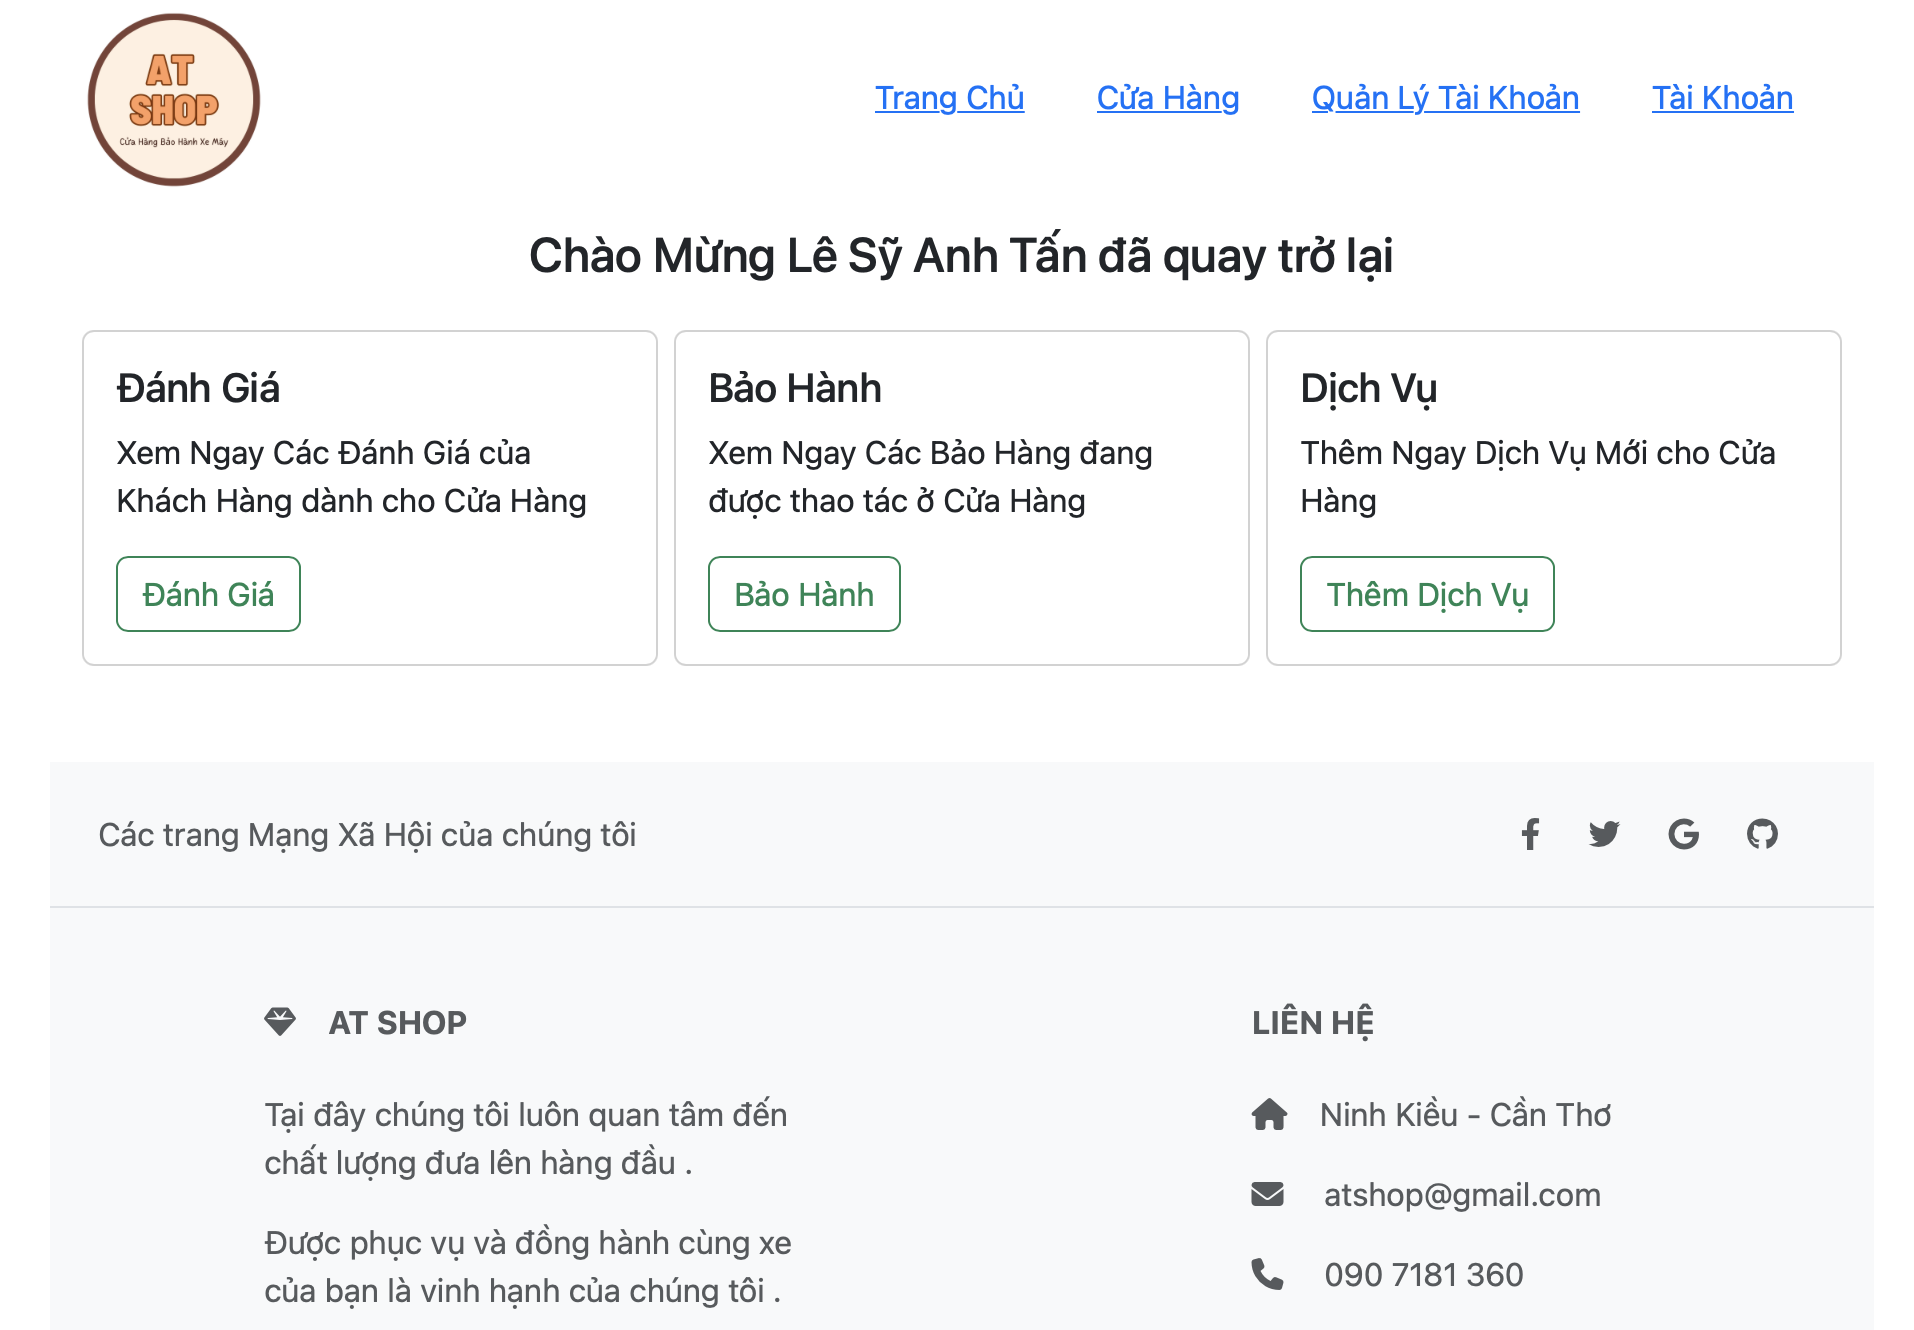 AT
SHOP
Cửa Hàng Bảo Hành Xe Máy
Trang Chủ
Cửa Hàng
Quản Lý Tài Khoản
Tài Khoản
Chào Mừng Lê Sỹ Anh Tấn đã quay trở lại
Đánh Giá
Xem Ngay Các Đánh Giá của
Khách Hàng dành cho Cửa Hàng
Đánh Giá
Bảo Hành
Xem Ngay Các Bảo Hàng đang
được thao tác ở Cửa Hàng
Bảo Hành
Dịch Vụ
Thêm Ngay Dịch Vụ Mới cho Cửa
Hàng
Thêm Dịch Vụ
Các trang Mạng Xã Hội của chúng tôi
AT SHOP
Tại đây chúng tôi luôn quan tâm đến
chất lượng đưa lên hàng đầu .
Được phục vụ và đồng hành cùng xe
của bạn là vinh hạnh của chúng tôi .
LIÊN HỆ
Ninh Kiều - Cần Thơ
atshop@gmail.com
090 7181 360